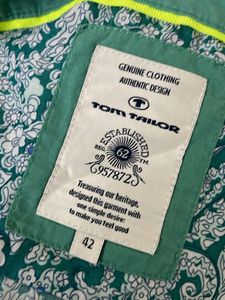 GENUINE CLOTHING
AUTHENTIC DESIGN
TOM TAILOR
ESTABLISHED
REG. 62 T.M.
957872
Treasuring our heritage,
designed this garment with
one simple desire:
to make you feel good
42